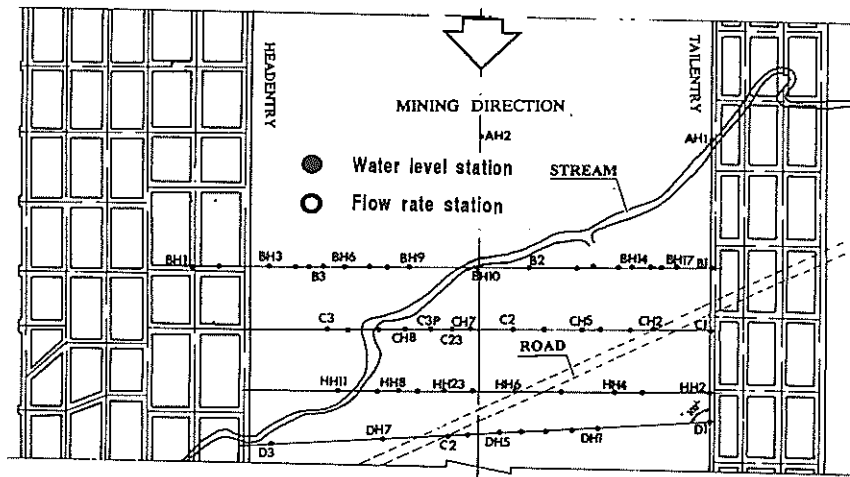 HEADENTRY
TAILENTRY
MINING DIRECTION
AH2
AH1
Water level station
STREAM
Flow rate station
BH1 BH3 B3 BH6 BH9 BH10 B2 BH14 BH17 B1
C3 CH8 C3P C23 CH7 C2 CH5 CH2 C1
ROAD
HH11 HH8 HH23 HH6 HH4 HH2
D3 DH7 C2 DH5 DH1 D1